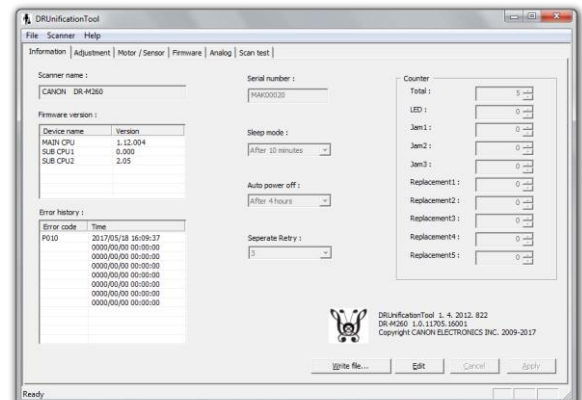 DRUnificationTool
File Scanner Help
Information Adjustment Motor / Sensor Firmware Analog Scan test
Scanner name :
CANON DR-M260
Firmware version :
Device name Version
MAIN CPU 1.12.004
SUB CPU1 0.000
SUB CPU2 2.05
Error history :
Error code Time
P010 2017/05/18 16:09:37
0000/00/00 00:00:00
0000/00/00 00:00:00
0000/00/00 00:00:00
0000/00/00 00:00:00
0000/00/00 00:00:00
0000/00/00 00:00:00
0000/00/00 00:00:00
Serial number :
MAK00020
Sleep mode :
After 10 minutes
Auto power off :
After 4 hours
Seperate Retry :
3
Counter
Total : 5
LED : 0
Jam1 : 0
Jam2 : 0
Jam3 : 0
Replacement1 : 0
Replacement2 : 0
Replacement3 : 0
Replacement4 : 0
Replacement5 : 0
DRUnificationTool 1. 4. 2012. 822
DR-M260 1.0.11705.16001
Copyright CANON ELECTRONICS INC. 2009-2017
Write file... Edit Cancel Apply
Ready